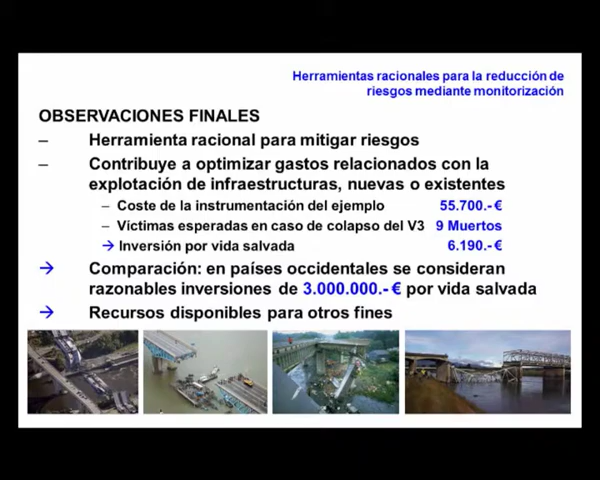 Herramientas racionales para la reducción de
riesgos mediante monitorización
OBSERVACIONES FINALES
– Herramienta racional para mitigar riesgos
– Contribuye a optimizar gastos relacionados con la
explotación de infraestructuras, nuevas o existentes
– Coste de la instrumentación del ejemplo 55.700.- €
– Víctimas esperadas en caso de colapso del V3 9 Muertos
→ Inversión por vida salvada 6.190.- €
→ Comparación: en países occidentales se consideran
razonables inversiones de 3.000.000.- € por vida salvada
→ Recursos disponibles para otros fines